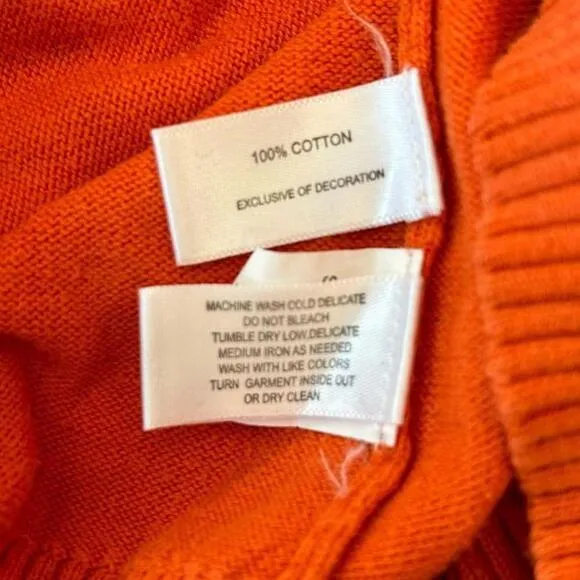 100% COTTON
EXCLUSIVE OF DECORATION
MACHINE WASH COLD DELICATE
DO NOT BLEACH
TUMBLE DRY LOW,DELICATE
MEDIUM IRON AS NEEDED
WASH WITH LIKE COLORS
TURN GARMENT INSIDE OUT
OR DRY CLEAN